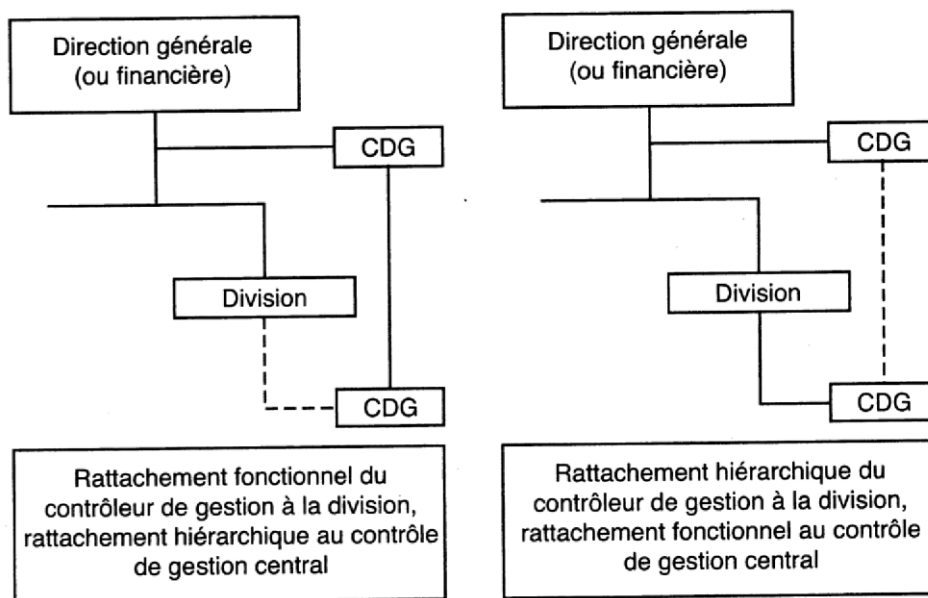 Direction générale
(ou financière)
CDG
Division
CDG
Rattachement fonctionnel du
contrôleur de gestion à la division,
rattachement hiérarchique au contrôle
de gestion central
Direction générale
(ou financière)
CDG
Division
CDG
Rattachement hiérarchique du
contrôleur de gestion à la division,
rattachement fonctionnel au contrôle
de gestion central